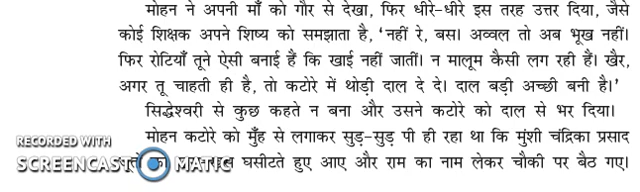 मोहन ने अपनी माँ को गौर से देखा, फिर धीरे-धीरे इस तरह उत्तर दिया, जैसे
कोई शिक्षक अपने शिष्य को समझाता है, ‘नहीं रे, बस। अव्वल तो अब भूख नहीं।
फिर रोटियाँ तूने ऐसी बनाई हैं कि खाई नहीं जातीं। न मालूम कैसी लग रही हैं। खैर,
अगर तू चाहती ही है, तो कटोरे में थोड़ी दाल दे दे। दाल बड़ी अच्छी बनी है।’
सिद्धेश्वरी से कुछ कहते न बना और उसने कटोरे को दाल से भर दिया।
मोहन कटोरे को मुँह से लगाकर सुड़-सुड़ पी ही रहा था कि मुंशी चंद्रिका प्रसाद
RECORDED WITH
घसीटते हुए आए और राम का नाम लेकर चौकी पर बैठ गए।
SCREENCAST MATIC